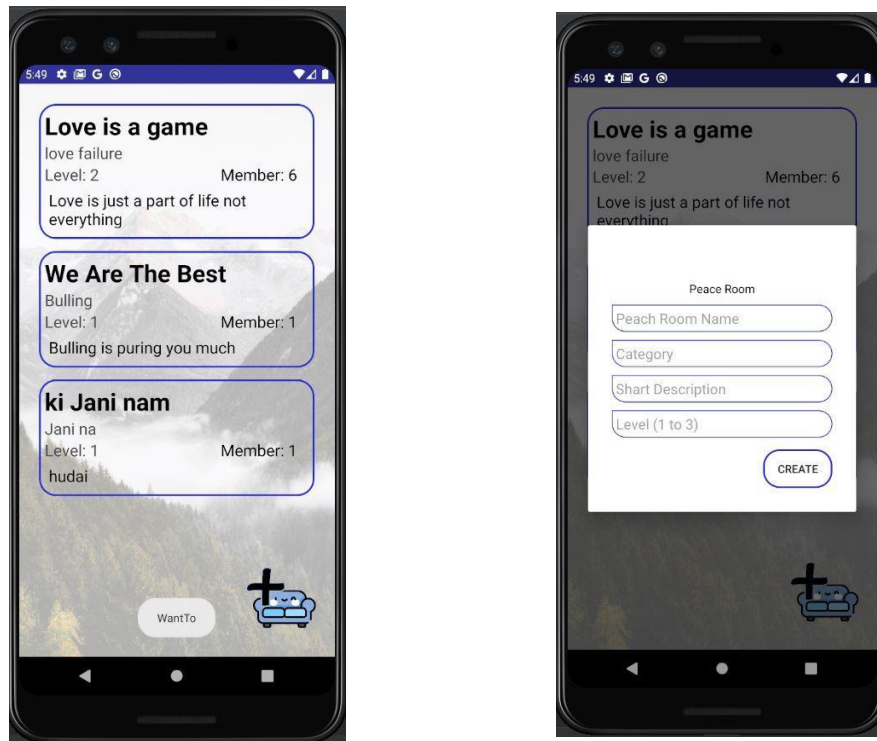 5:49
Love is a game
love failure
Level: 2 Member: 6
Love is just a part of life not
everything
We Are The Best
Bulling
Level: 1 Member: 1
Bulling is puring you much
ki Jani nam
Jani na
Level: 1 Member: 1
hudai
WantTo
5:49
Love is a game
love failure
Level: 2 Member: 6
Love is just a part of life not
everything
Peace Room
Peach Room Name
Category
Shart Description
Level (1 to 3)
CREATE